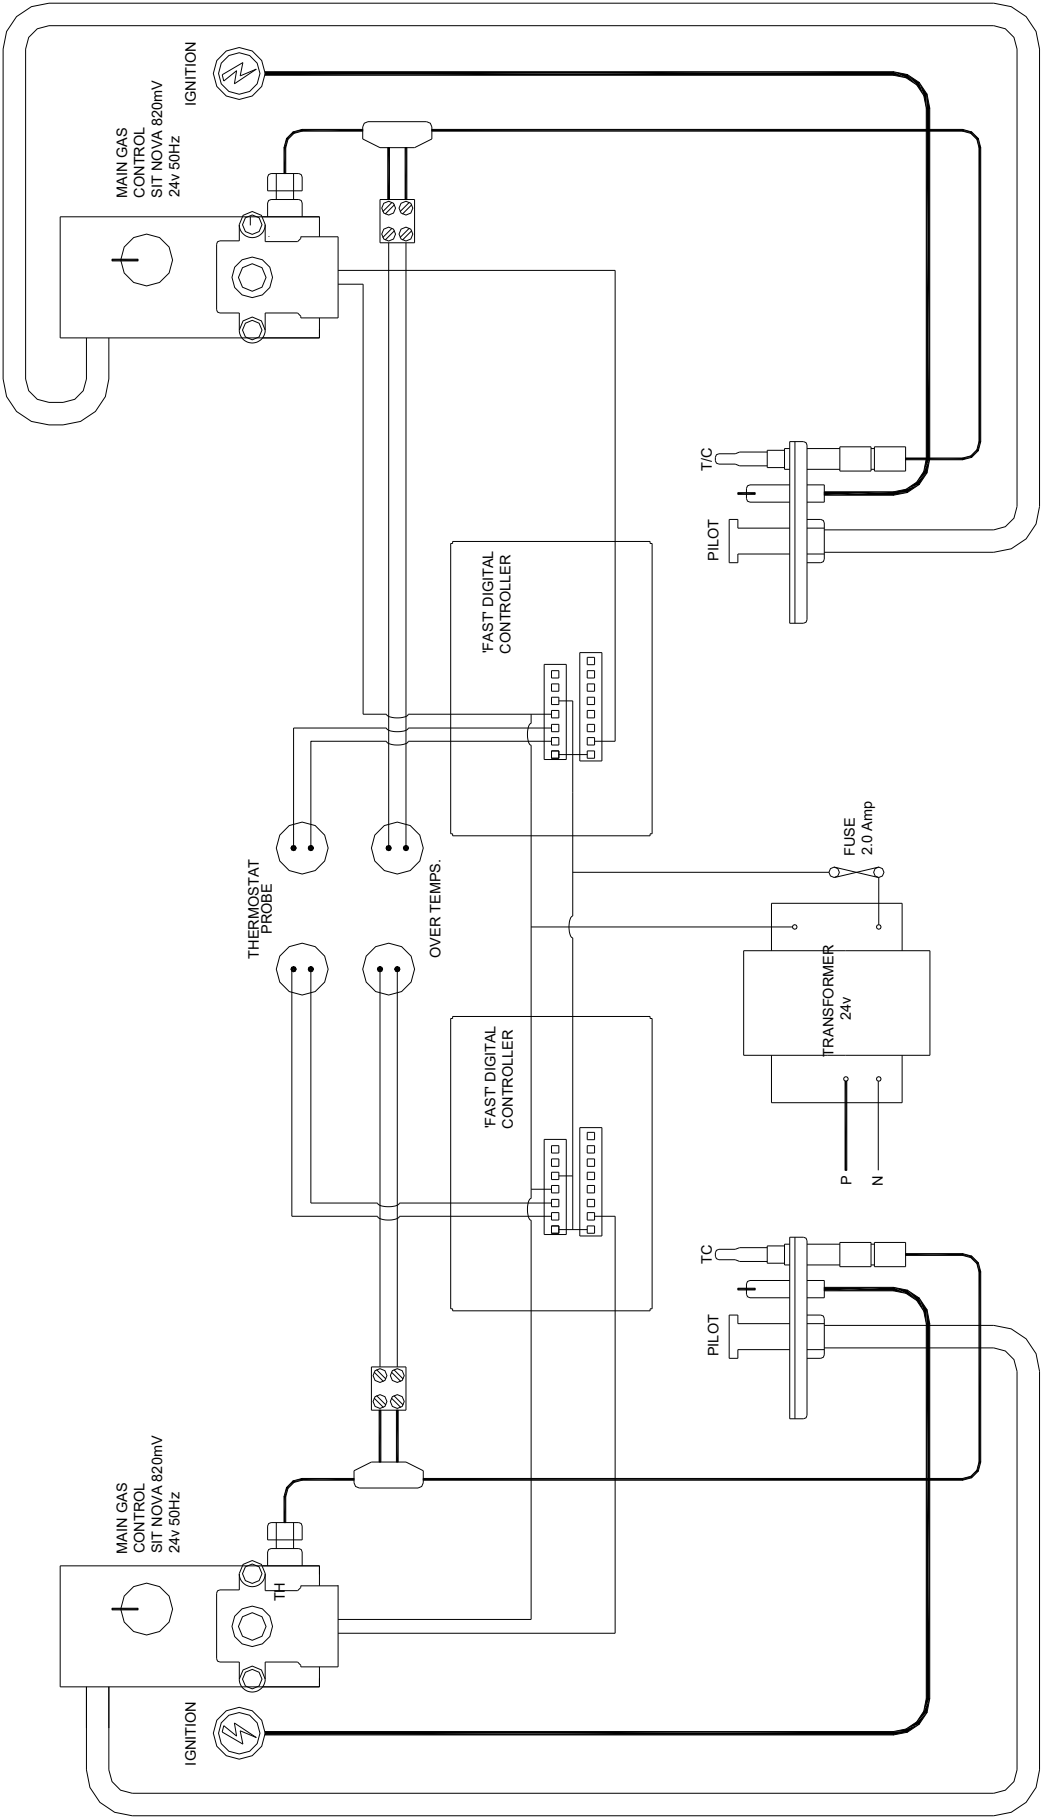 IGNITION
MAIN GAS
CONTROL
SIT NOVA 820mV
24v 50Hz
T/C
PILOT
'FAST' DIGITAL
CONTROLLER
THERMOSTAT
PROBE
OVER TEMPS.
FUSE
2.0 Amp
TRANSFORMER
24v
P
N
'FAST' DIGITAL
CONTROLLER
TC
PILOT
MAIN GAS
CONTROL
SIT NOVA 820mV
24v 50Hz
TH
IGNITION